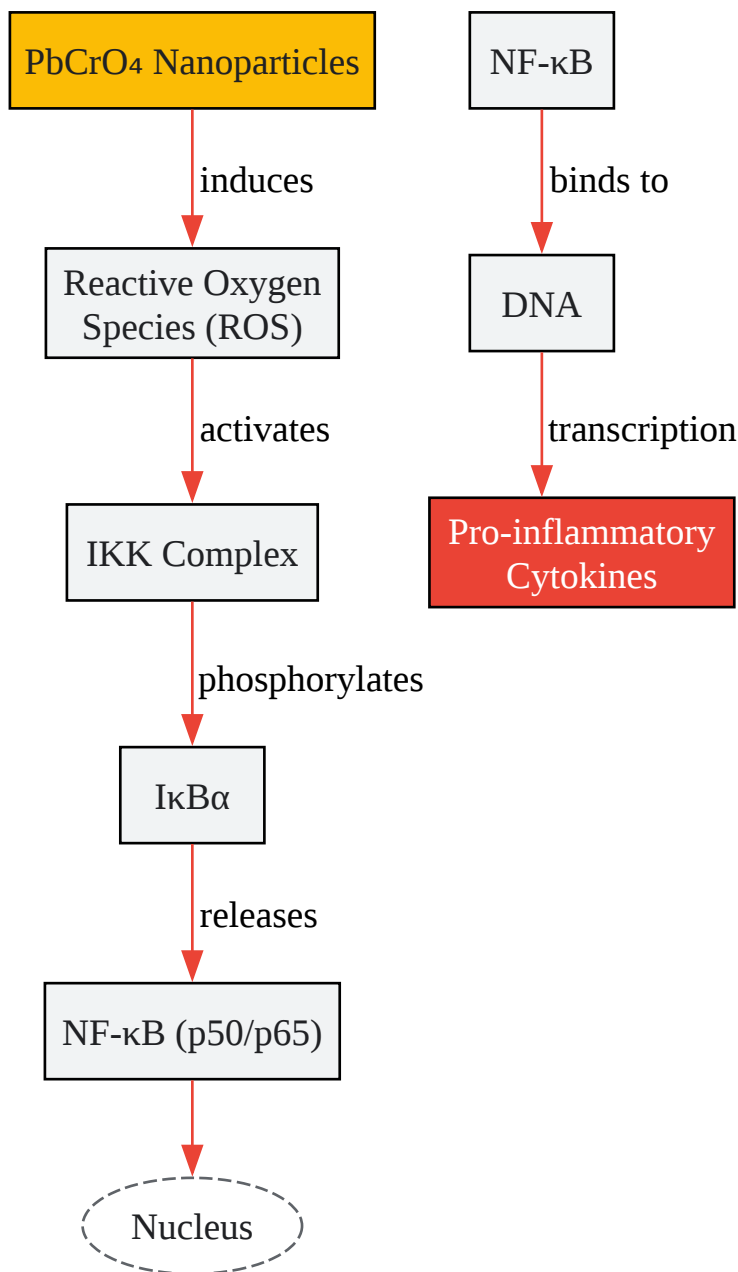 PbCrO₄ Nanoparticles
induces
Reactive Oxygen
Species (ROS)
activates
IKK Complex
phosphorylates
IκBα
releases
NF-κB (p50/p65)
Nucleus
NF-κB
binds to
DNA
transcription
Pro-inflammatory
Cytokines